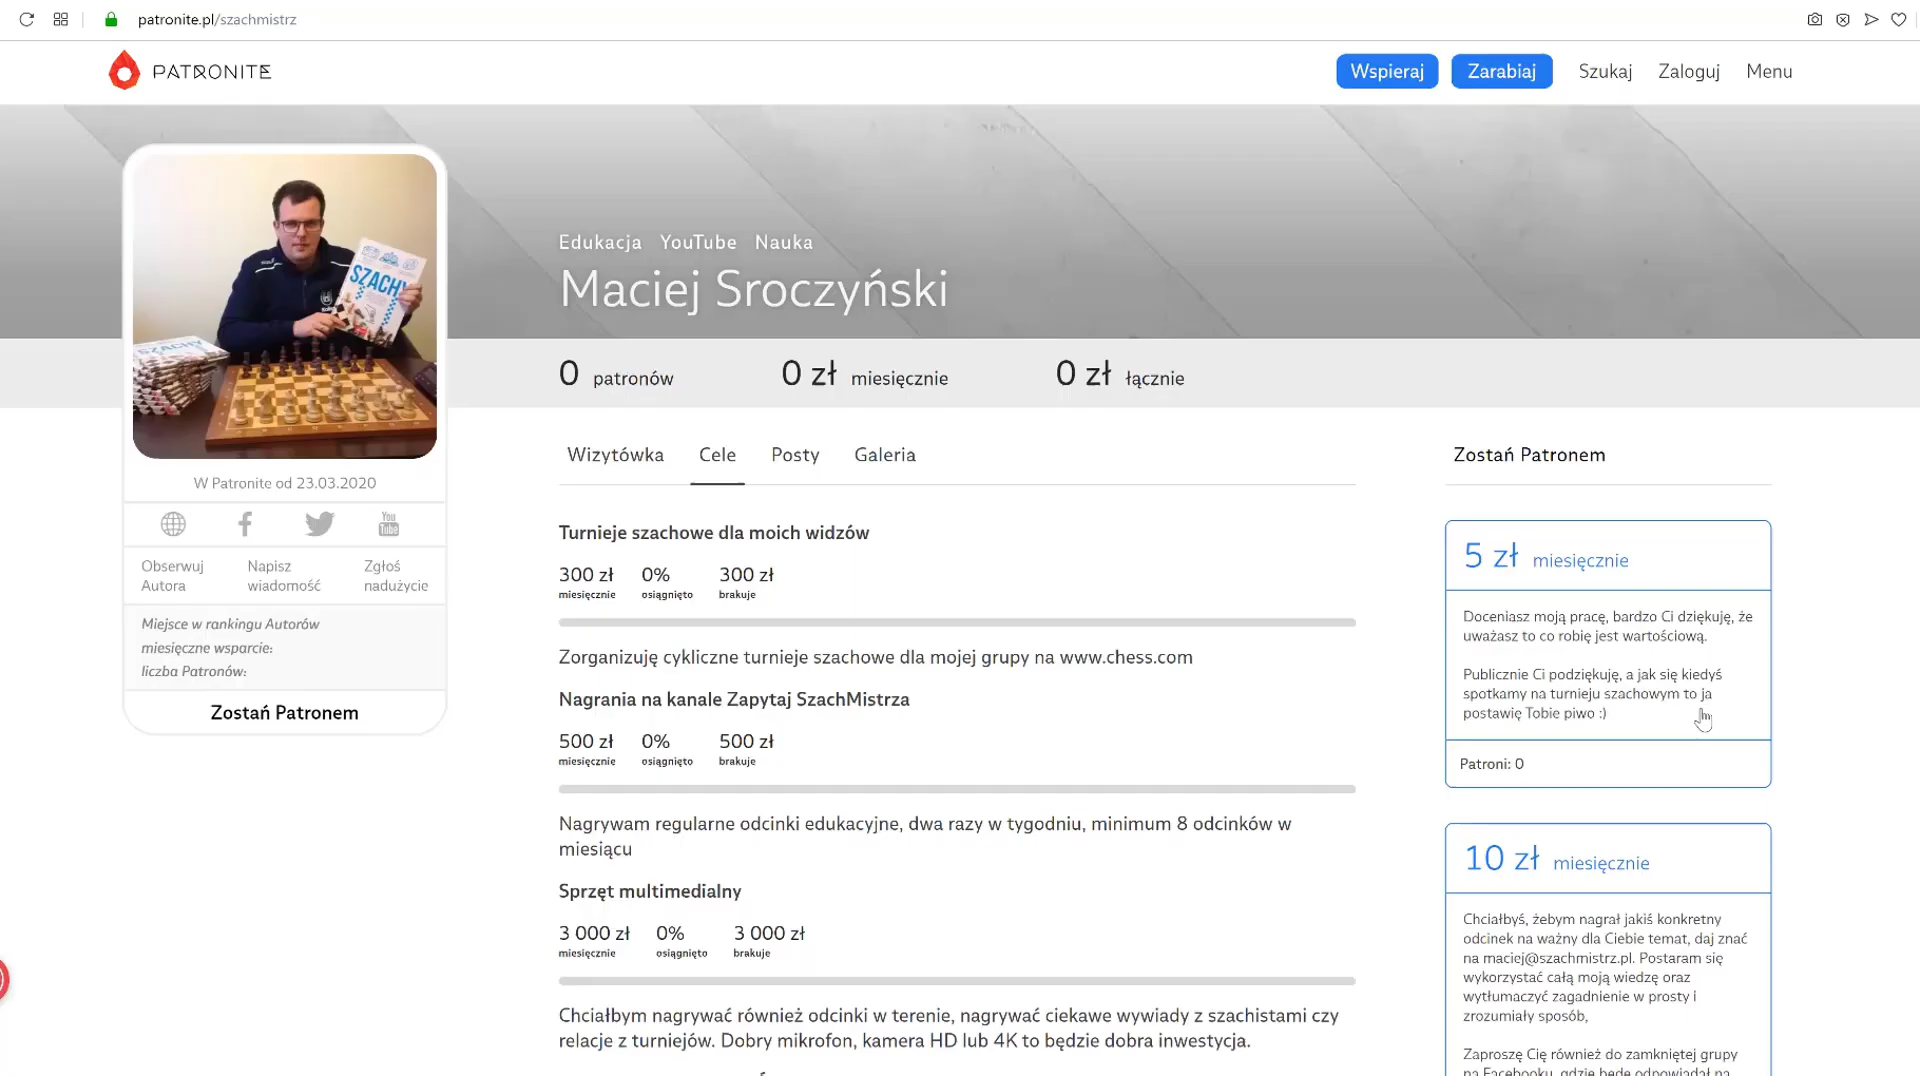 patronite.pl/szachmistrz
PATRONITE
Wspieraj
Zarabiaj
Szukaj
Zaloguj
Menu
SZACHY
Edukacja YouTube Nauka
Maciej Sroczyński
0 patronów
0 zł miesięcznie
0 zł łącznie
W Patronite od 23.03.2020
You
Tube
Obserwuj
Autora
Napisz
wiadomość
Zgłoś
nadużycie
Miejsce w rankingu Autorów
miesięczne wsparcie:
liczba Patronów:
Zostań Patronem
Wizytówka
Cele
Posty
Galeria
Turnieje szachowe dla moich widzów
300 zł 0% 300 zł
miesięcznie osiągnięto brakuje
Zorganizuję cykliczne turnieje szachowe dla mojej grupy na www.chess.com
Nagrania na kanale Zapytaj SzachMistrza
500 zł 0% 500 zł
miesięcznie osiągnięto brakuje
Nagrywam regularne odcinki edukacyjne, dwa razy w tygodniu, minimum 8 odcinków w
miesiącu
Sprzęt multimedialny
3 000 zł 0% 3 000 zł
miesięcznie osiągnięto brakuje
Chciałbym nagrywać również odcinki w terenie, nagrywać ciekawe wywiady z szachistami czy
relacje z turniejów. Dobry mikrofon, kamera HD lub 4K to będzie dobra inwestycja.
Zostań Patronem
5 zł miesięcznie
Doceniasz moją pracę, bardzo Ci dziękuję, że
uważasz to co robię jest wartościową.
Publicznie Ci podziękuję, a jak się kiedyś
spotkamy na turnieju szachowym to ja
postawię Tobie piwo :)
Patroni: 0
10 zł miesięcznie
Chciałbyś, żebym nagrał jakiś konkretny
odcinek na ważny dla Ciebie temat, daj znać
na maciej@szachmistrz.pl. Postaram się
wykorzystać całą moją wiedzę oraz
wytłumaczyć zagadnienie w prosty i
zrozumiały sposób,
Zaproszę Cię również do zamkniętej grupy
na Facebooku, gdzie będę odpowiadał na